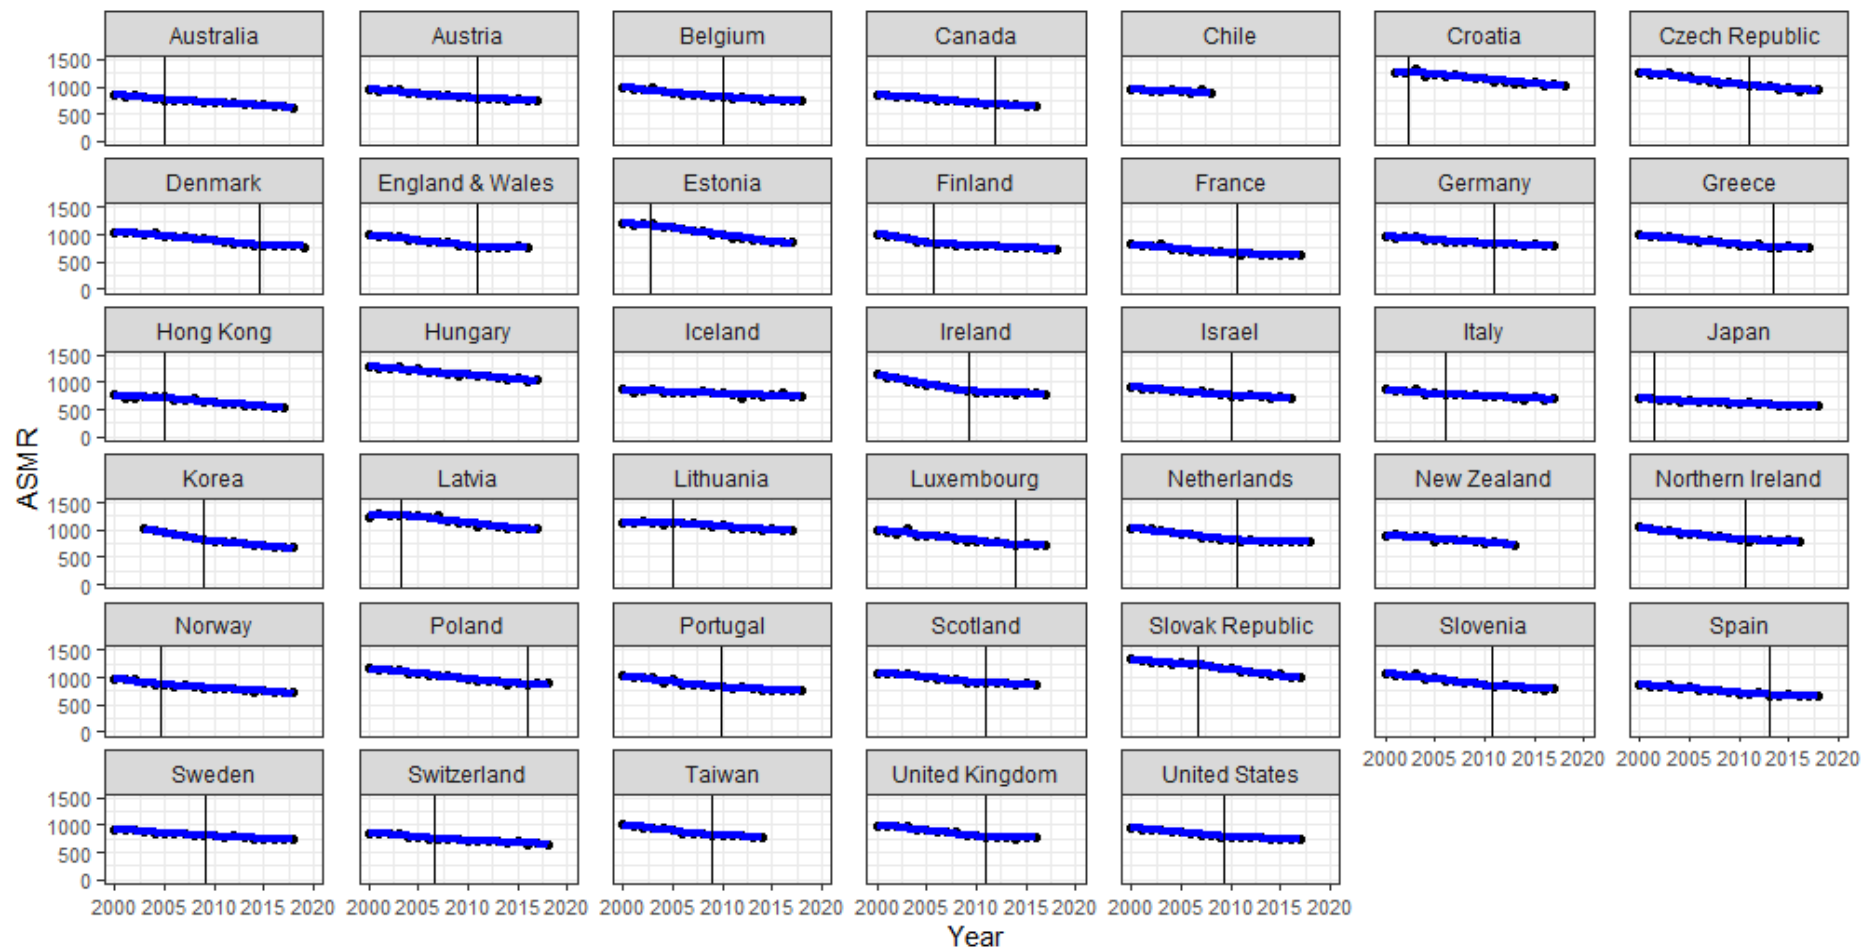 Australia Austria Belgium Canada Chile Croatia Czech Republic
1500
1000
500
0
Denmark England & Wales Estonia Finland France Germany Greece
1500
1000
500
0
Hong Kong Hungary Iceland Ireland Israel Italy Japan
1500
1000
500
0
ASMR
Korea Latvia Lithuania Luxembourg Netherlands New Zealand Northern Ireland
1500
1000
500
0
Norway Poland Portugal Scotland Slovak Republic Slovenia Spain
1500
1000
500
0
2000 2005 2010 2015 2020 2000 2005 2010 2015 2020
Sweden Switzerland Taiwan United Kingdom United States
1500
1000
500
0
2000 2005 2010 2015 2020 2000 2005 2010 2015 2020 2000 2005 2010 2015 2020 2000 2005 2010 2015 2020 2000 2005 2010 2015 2020
Year